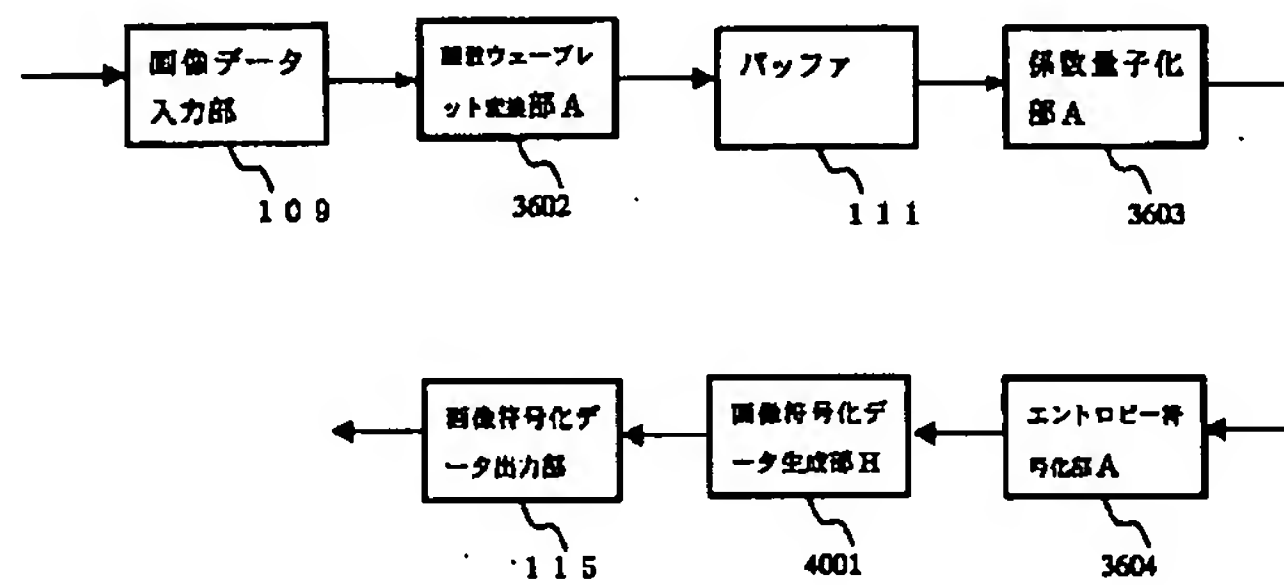 画像データ
入力部
109
離散ウェーブレ
ット変換部A
3602
バッファ
111
係数量子化
部A
3603
画像符号化デ
ータ出力部
115
画像符号化デ
ータ生成部H
4001
エントロピー符
号化部A
3604